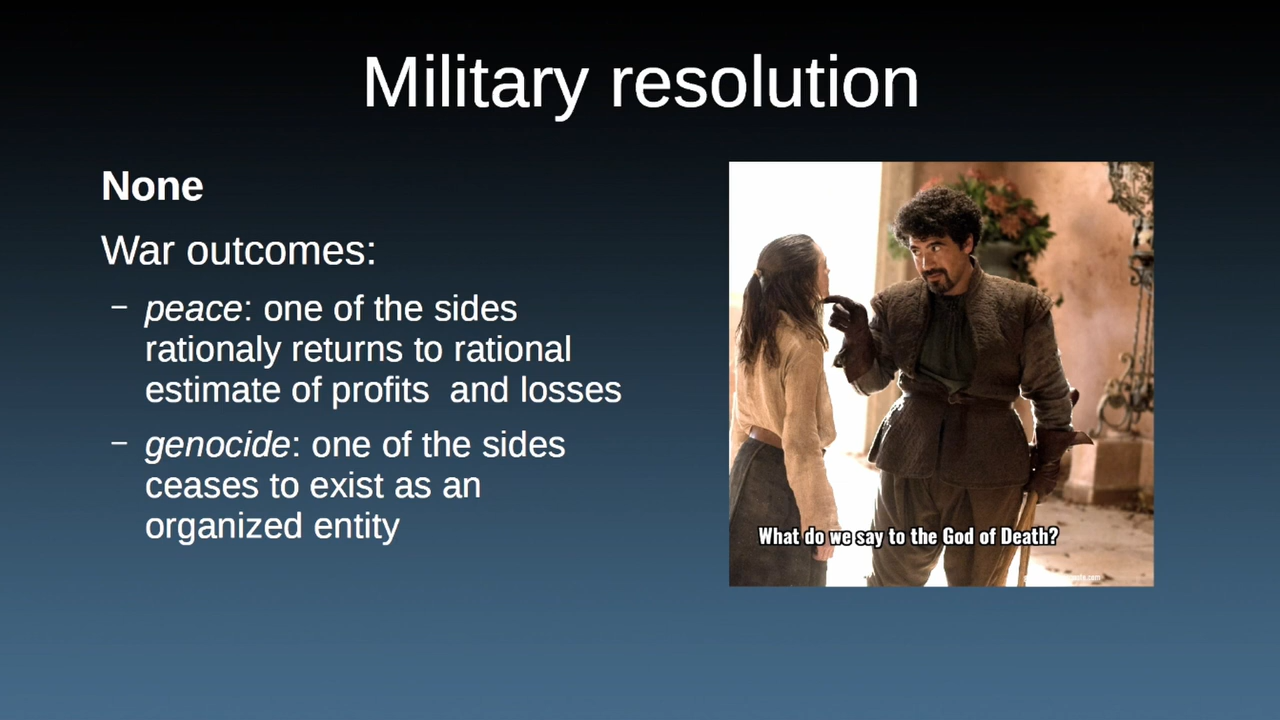 Military resolution
None
War outcomes:
– peace: one of the sides
rationaly returns to rational
estimate of profits  and losses
– genocide: one of the sides
ceases to exist as an
organized entity
What do we say to the God of Death?